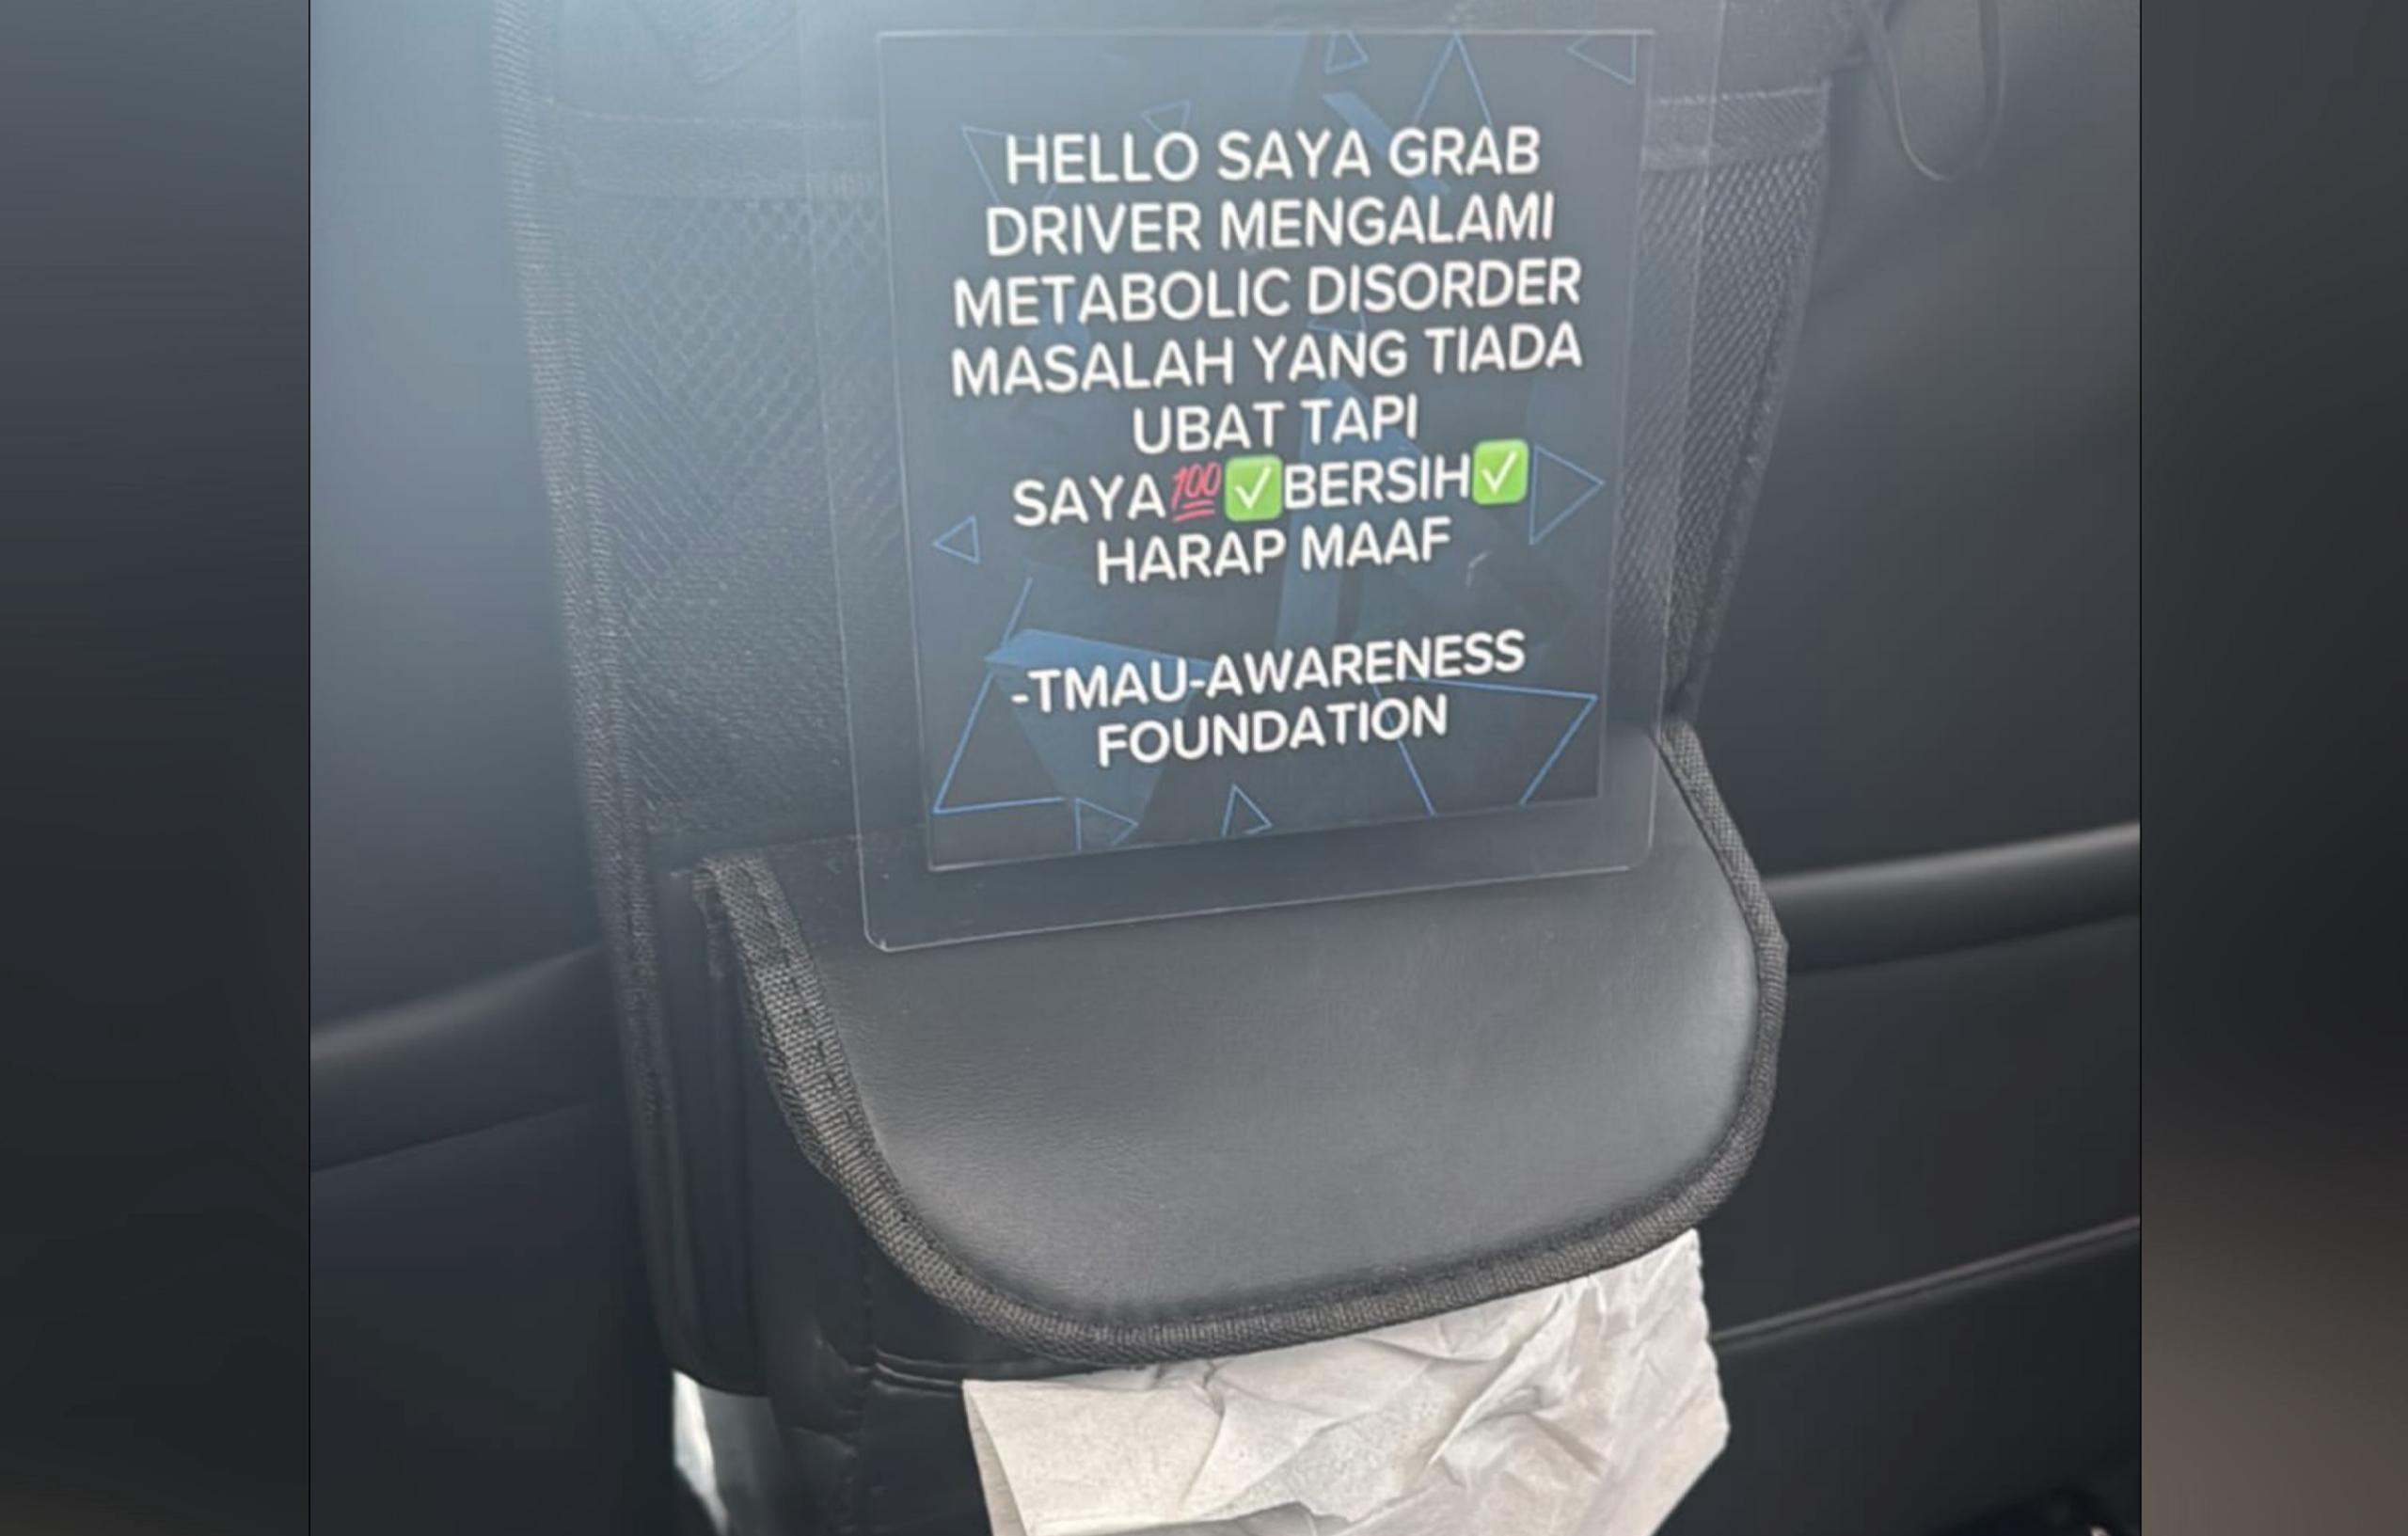 HELLO SAYA GRAB
DRIVER MENGALAMI
METABOLIC DISORDER
MASALAH YANG TIADA
UBAT TAPI
SAYA💯✅BERSIH✅
HARAP MAAF
-TMAU-AWARENESS
FOUNDATION